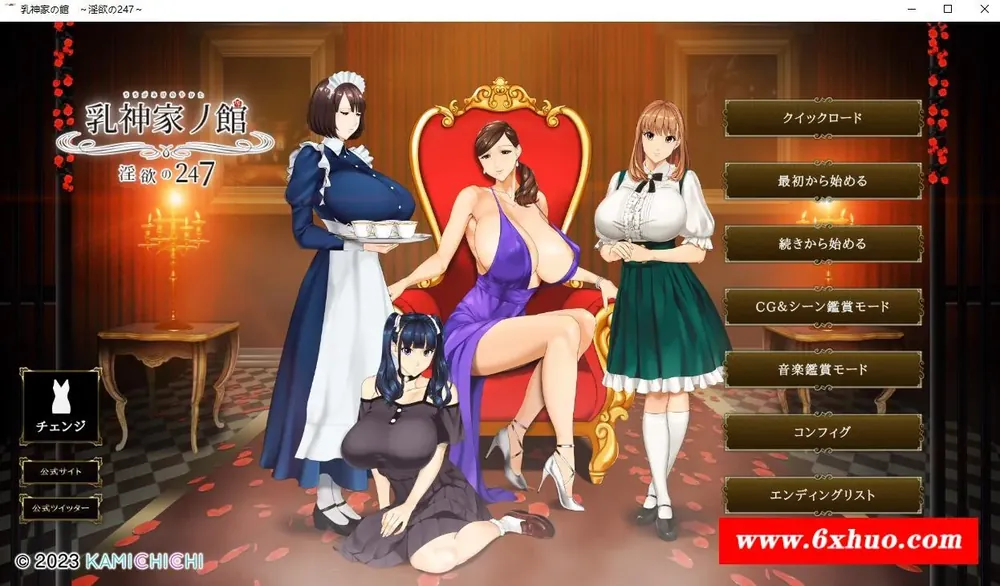 乳神家の館 ～淫欲の247～
乳神家ノ館
淫欲の247
クイックロード
最初から始める
続きから始める
CG&シーン鑑賞モード
音楽鑑賞モード
コンフィグ
エンディングリスト
チェンジ
公式サイト
公式ツイッター
© 2023 KAMICHICHI
www.6xhuo.com